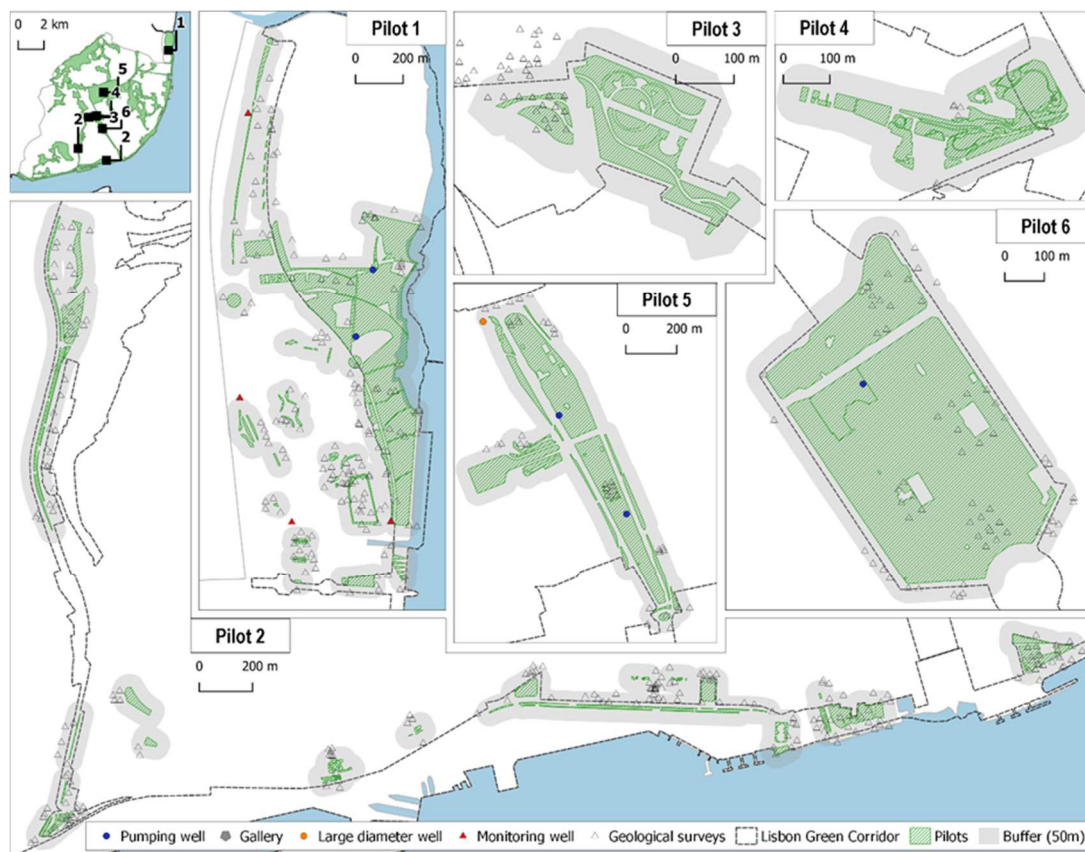 0 2 km
1
5
4
6
2
3
2
Pilot 1
0 200 m
Pilot 3
0 100 m
Pilot 4
0 100 m
Pilot 5
0 200 m
Pilot 6
0 100 m
Pilot 2
0 200 m
Pumping well Gallery Large diameter well Monitoring well Geological surveys Lisbon Green Corridor Pilots Buffer (50m)